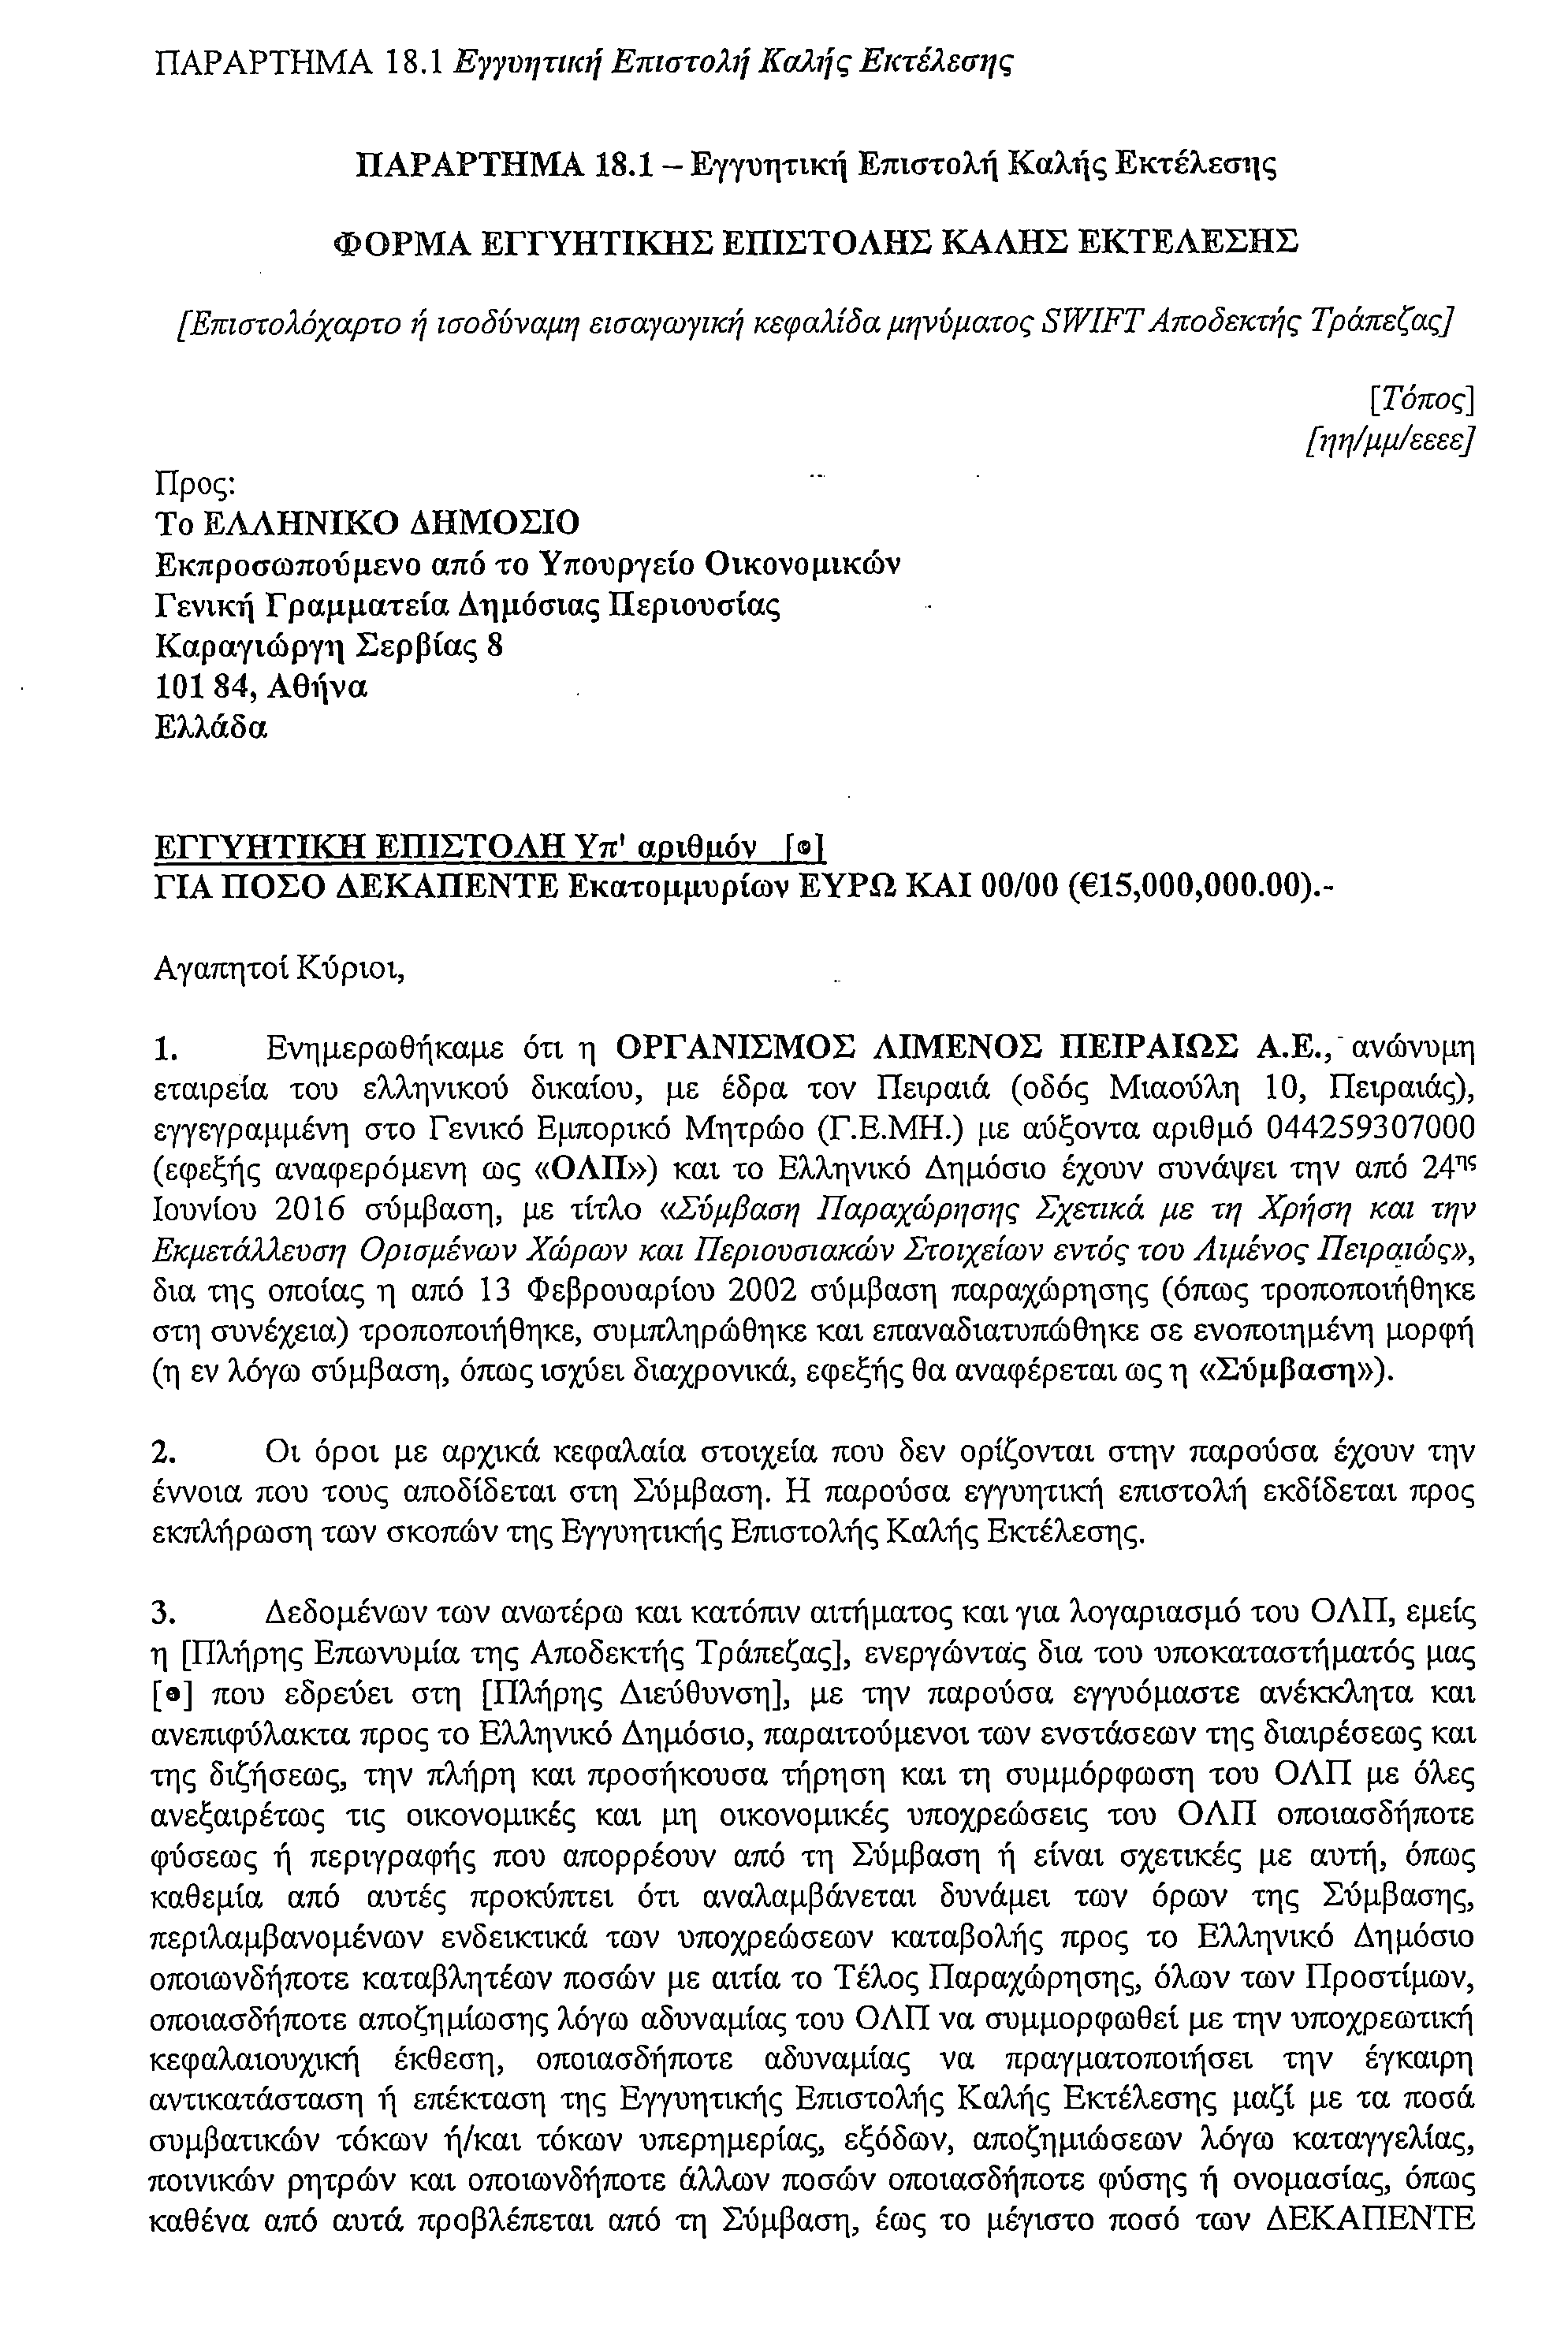 ΠΑΡΑΡΤΗΜΑ 18.1 Εγγυητική Επιστολή Καλής Εκτέλεσης
ΠΑΡΑΡΤΗΜΑ 18.1 – Εγγυητική Επιστολή Καλής Εκτέλεσης
ΦΟΡΜΑ ΕΓΓΥΗΤΙΚΗΣ ΕΠΙΣΤΟΛΗΣ ΚΑΛΗΣ ΕΚΤΕΛΕΣΗΣ
[Επιστολόχαρτο ή ισοδύναμη εισαγωγική κεφαλίδα μηνύματος SWIFT Αποδεκτής Τράπεζας]
[Τόπος]
[ηη/μμ/εεεε]
Προς:
Το ΕΛΛΗΝΙΚΟ ΔΗΜΟΣΙΟ
Εκπροσωπούμενο από το Υπουργείο Οικονομικών
Γενική Γραμματεία Δημόσιας Περιουσίας
Καραγιώργη Σερβίας 8
101 84, Αθήνα
Ελλάδα
ΕΓΓΥΗΤΙΚΗ ΕΠΙΣΤΟΛΗ Υπ' αριθμόν [●]
ΓΙΑ ΠΟΣΟ ΔΕΚΑΠΕΝΤΕ Εκατομμυρίων ΕΥΡΩ ΚΑΙ 00/00 (€15,000,000.00).-
Αγαπητοί Κύριοι,
1. Ενημερωθήκαμε ότι η ΟΡΓΑΝΙΣΜΟΣ ΛΙΜΕΝΟΣ ΠΕΙΡΑΙΩΣ Α.Ε., ανώνυμη
εταιρεία του ελληνικού δικαίου, με έδρα τον Πειραιά (οδός Μιαούλη 10, Πειραιάς),
εγγεγραμμένη στο Γενικό Εμπορικό Μητρώο (Γ.Ε.ΜΗ.) με αύξοντα αριθμό 044259307000
(εφεξής αναφερόμενη ως «ΟΛΠ») και το Ελληνικό Δημόσιο έχουν συνάψει την από 24ης
Ιουνίου 2016 σύμβαση, με τίτλο «Σύμβαση Παραχώρησης Σχετικά με τη Χρήση και την
Εκμετάλλευση Ορισμένων Χώρων και Περιουσιακών Στοιχείων εντός του Λιμένος Πειραιώς»,
δια της οποίας η από 13 Φεβρουαρίου 2002 σύμβαση παραχώρησης (όπως τροποποιήθηκε
στη συνέχεια) τροποποιήθηκε, συμπληρώθηκε και επαναδιατυπώθηκε σε ενοποιημένη μορφή
(η εν λόγω σύμβαση, όπως ισχύει διαχρονικά, εφεξής θα αναφέρεται ως η «Σύμβαση»).
2. Οι όροι με αρχικά κεφαλαία στοιχεία που δεν ορίζονται στην παρούσα έχουν την
έννοια που τους αποδίδεται στη Σύμβαση. Η παρούσα εγγυητική επιστολή εκδίδεται προς
εκπλήρωση των σκοπών της Εγγυητικής Επιστολής Καλής Εκτέλεσης.
3. Δεδομένων των ανωτέρω και κατόπιν αιτήματος και για λογαριασμό του ΟΛΠ, εμείς
η [Πλήρης Επωνυμία της Αποδεκτής Τράπεζας], ενεργώντας δια του υποκαταστήματός μας
[●] που εδρεύει στη [Πλήρης Διεύθυνση], με την παρούσα εγγυόμαστε ανέκκλητα και
ανεπιφύλακτα προς το Ελληνικό Δημόσιο, παραιτούμενοι των ενστάσεων της διαιρέσεως και
της διζήσεως, την πλήρη και προσήκουσα τήρηση και τη συμμόρφωση του ΟΛΠ με όλες
ανεξαιρέτως τις οικονομικές και μη οικονομικές υποχρεώσεις του ΟΛΠ οποιασδήποτε
φύσεως ή περιγραφής που απορρέουν από τη Σύμβαση ή είναι σχετικές με αυτή, όπως
καθεμία από αυτές προκύπτει ότι αναλαμβάνεται δυνάμει των όρων της Σύμβασης,
περιλαμβανομένων ενδεικτικά των υποχρεώσεων καταβολής προς το Ελληνικό Δημόσιο
οποιωνδήποτε καταβλητέων ποσών με αιτία το Τέλος Παραχώρησης, όλων των Προστίμων,
οποιασδήποτε αποζημίωσης λόγω αδυναμίας του ΟΛΠ να συμμορφωθεί με την υποχρεωτική
κεφαλαιουχική έκθεση, οποιασδήποτε αδυναμίας να πραγματοποιήσει την έγκαιρη
αντικατάσταση ή επέκταση της Εγγυητικής Επιστολής Καλής Εκτέλεσης μαζί με τα ποσά
συμβατικών τόκων ή/και τόκων υπερημερίας, εξόδων, αποζημιώσεων λόγω καταγγελίας,
ποινικών ρητρών και οποιωνδήποτε άλλων ποσών οποιασδήποτε φύσης ή ονομασίας, όπως
καθένα από αυτά προβλέπεται από τη Σύμβαση, έως το μέγιστο ποσό των ΔΕΚΑΠΕΝΤΕ